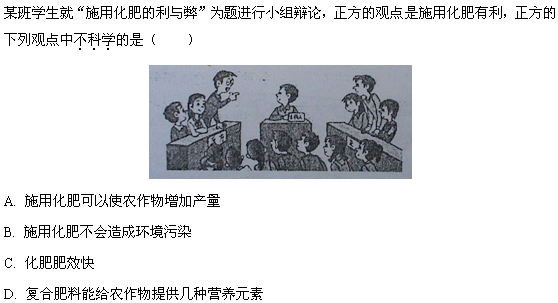 某班学生就“施用化肥的利与弊”为题进行小组辩论，正方的观点是施用化肥有利，正方的
下列观点中不科学的是（　　）
A. 施用化肥可以使农作物增加产量
B. 施用化肥不会造成环境污染
C. 化肥肥效快
D. 复合肥料能给农作物提供几种营养元素